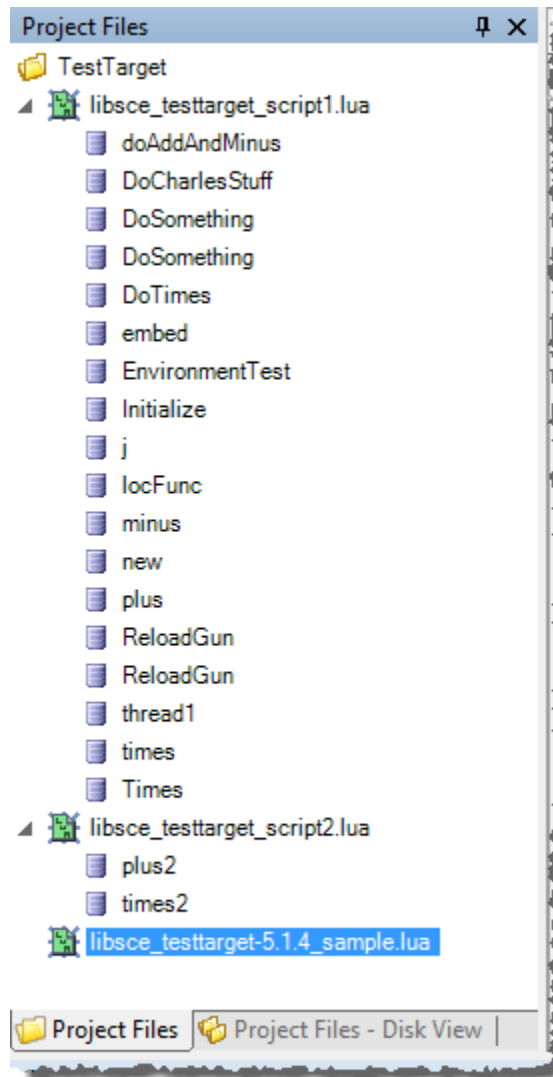 Project Files
TestTarget
libsce_testtarget_script1.lua
doAddAndMinus
DoCharlesStuff
DoSomething
DoSomething
DoTimes
embed
EnvironmentTest
Initialize
j
locFunc
minus
new
plus
ReloadGun
ReloadGun
thread1
times
Times
libsce_testtarget_script2.lua
plus2
times2
libsce_testtarget-5.1.4_sample.lua
Project Files Project Files - Disk View